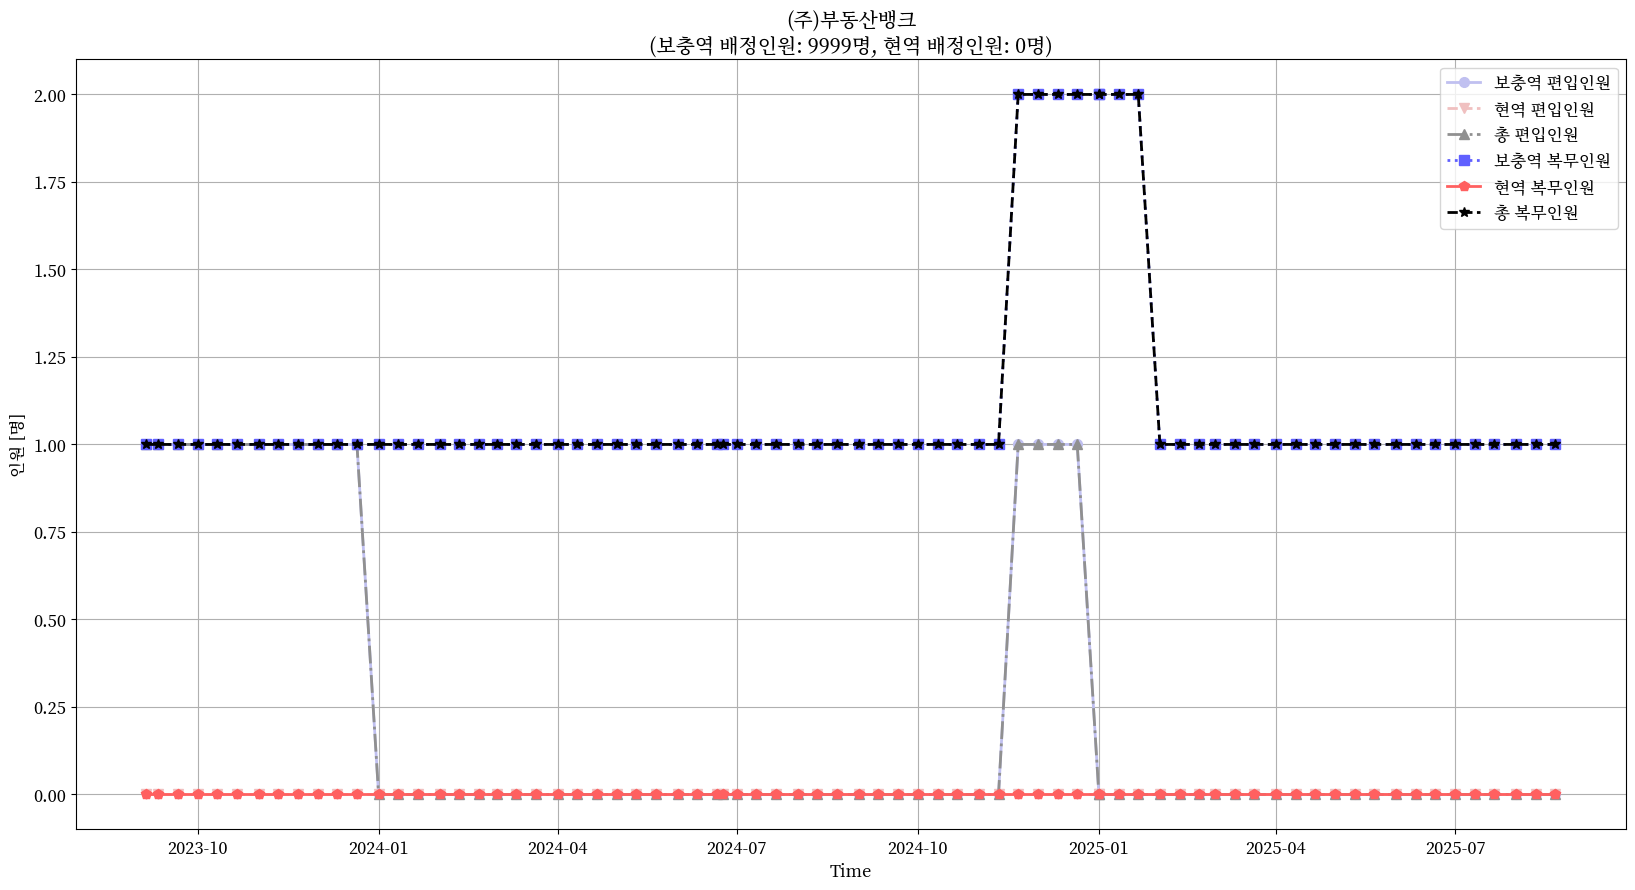 (주)부동산뱅크
(보충역 배정인원: 9999명, 현역 배정인원: 0명)
보충역 편입인원
현역 편입인원
총 편입인원
보충역 복무인원
현역 복무인원
총 복무인원
인원 [명]
2.00
1.75
1.50
1.25
1.00
0.75
0.50
0.25
0.00
2023-10
2024-01
2024-04
2024-07
2024-10
2025-01
2025-04
2025-07
Time